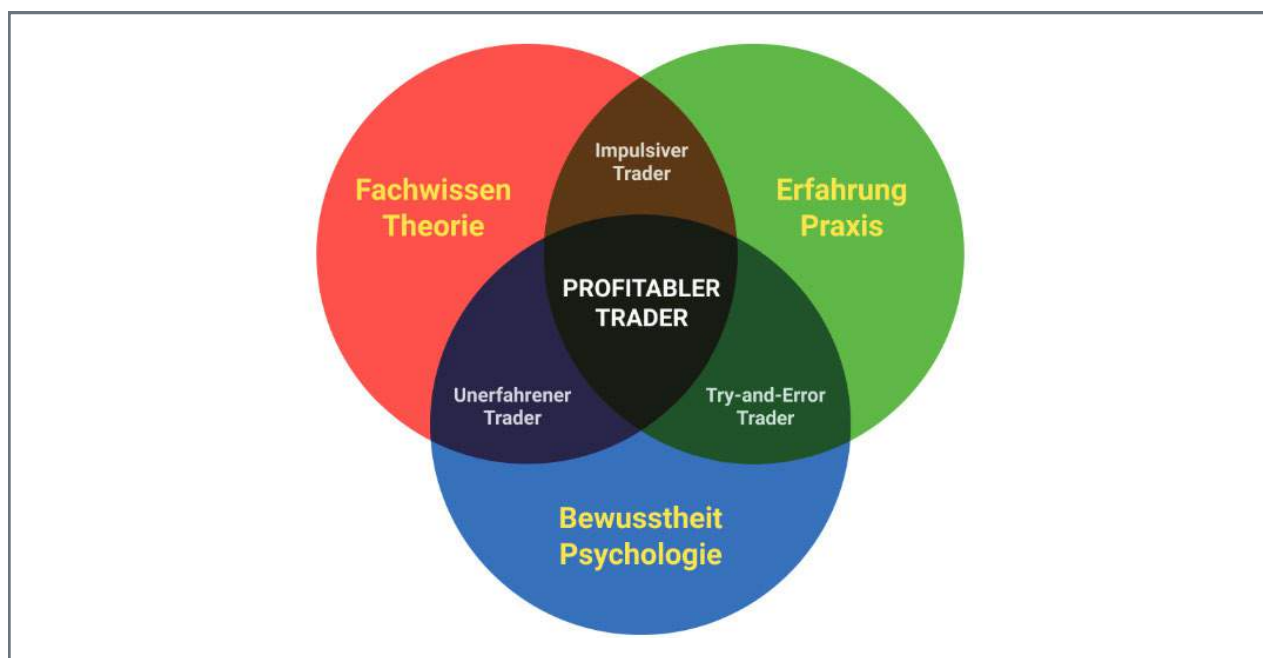 Impulsiver
Trader
Fachwissen
Theorie
Erfahrung
Praxis
PROFITABLER
TRADER
Unerfahrener
Trader
Try-and-Error
Trader
Bewusstheit
Psychologie